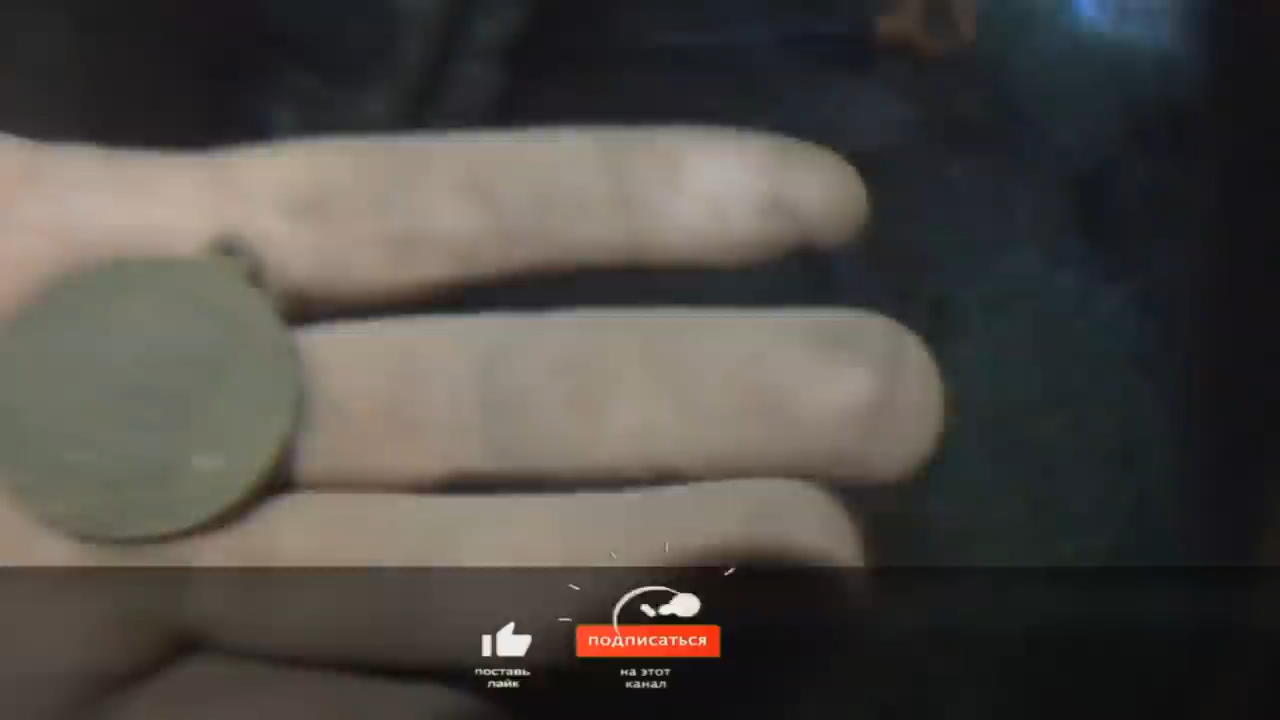 подписаться
поставь
лайк
на этот
канал